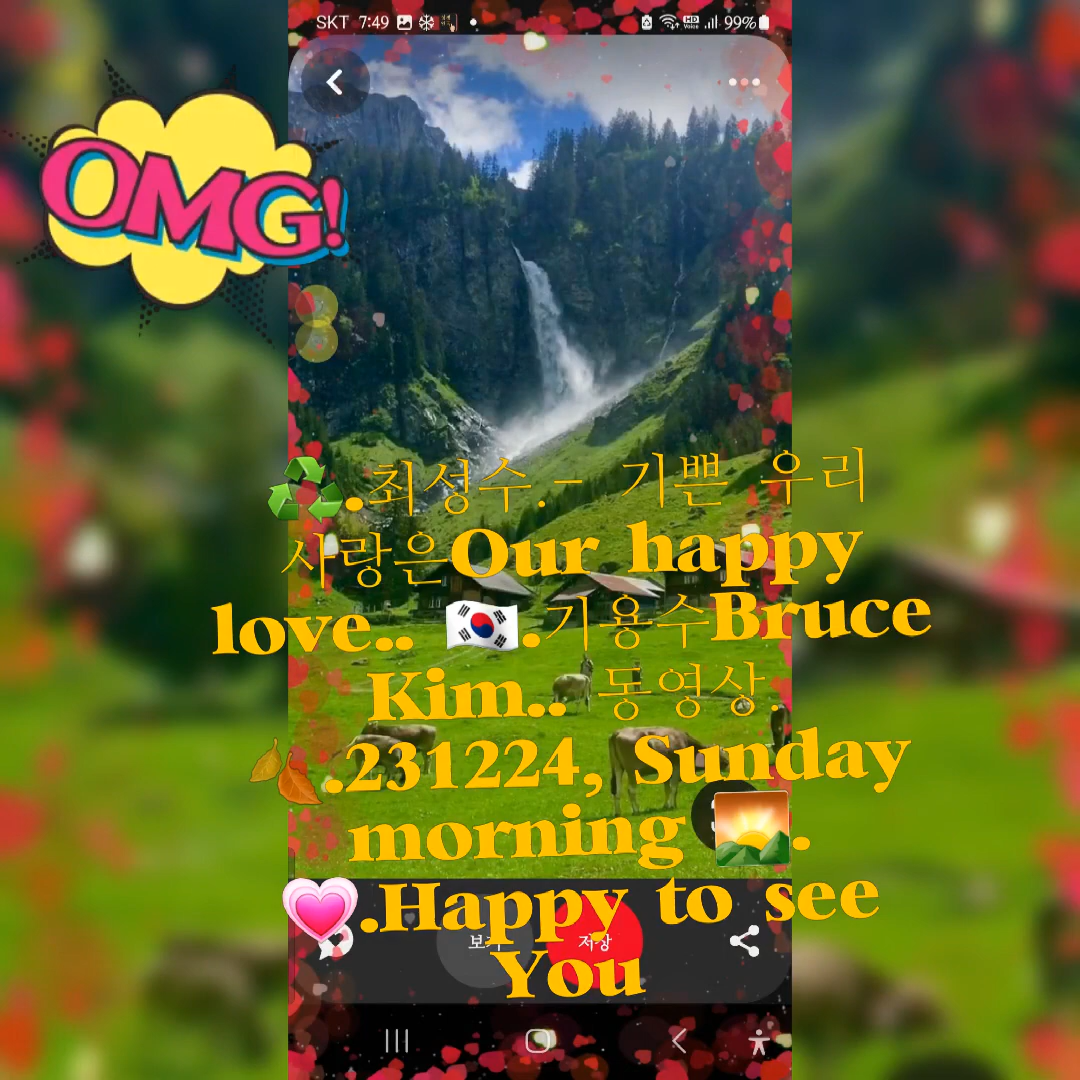 SKT 7:49 99%
HD Voice
OMG!
♻️.최성수.- 기쁜 우리
사랑은Our happy
love.. 🇰🇷.기용수Bruce
Kim.. 동영상.
🍂.231224, Sunday
morning 🌄.
💗.Happy to see
You
보기 저장